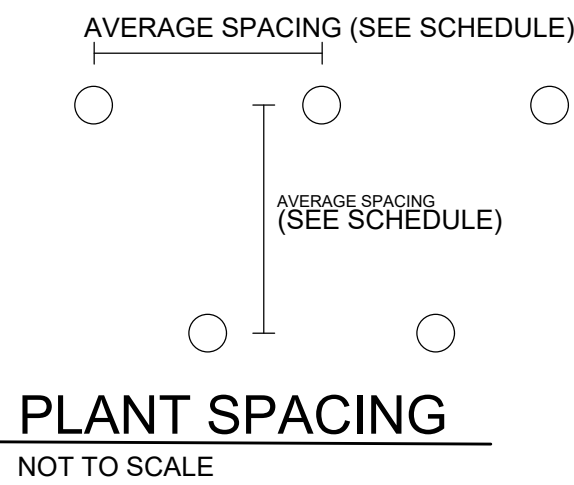 AVERAGE SPACING (SEE SCHEDULE)
AVERAGE SPACING
(SEE SCHEDULE)
PLANT SPACING
NOT TO SCALE